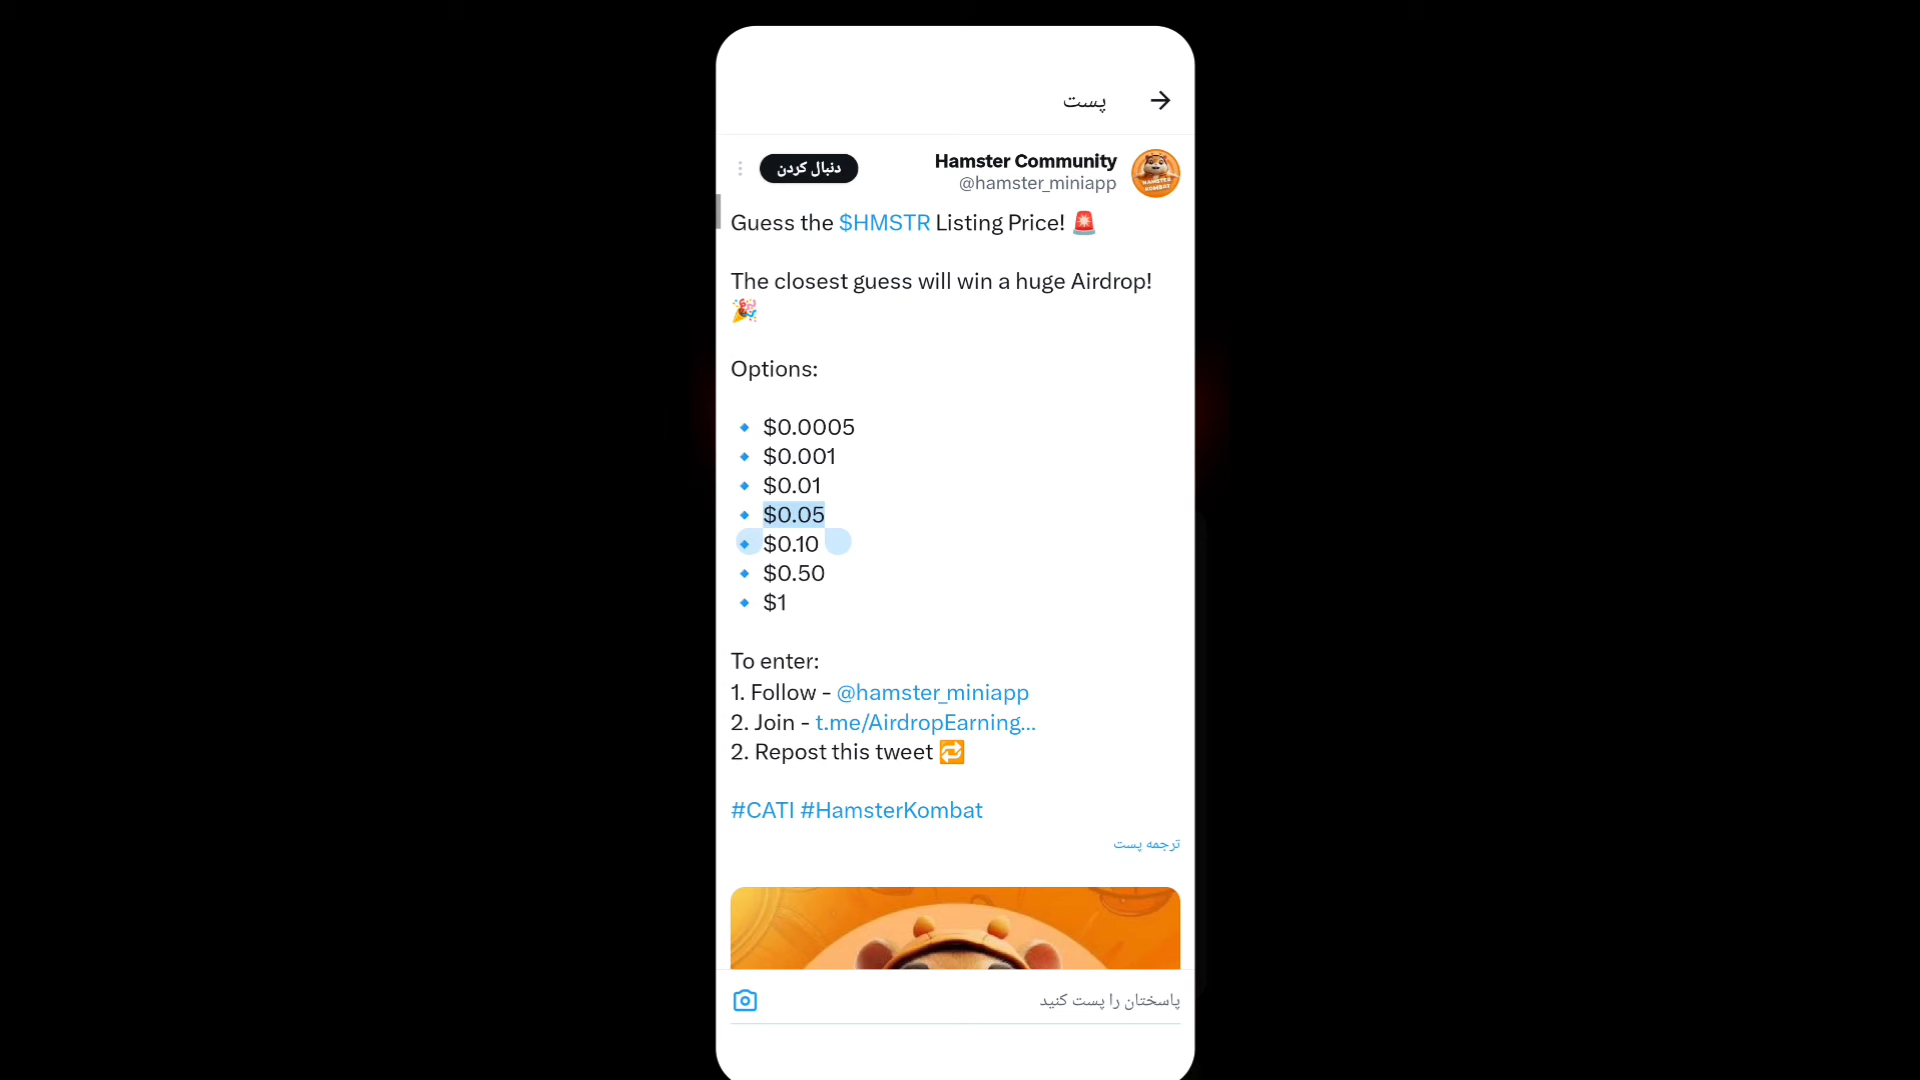 پست
Hamster Community
دنبال کردن
@hamster_miniapp
Guess the $HMSTR Listing Price! 🚨
The closest guess will win a huge Airdrop!
🎉
Options:
🔹 $0.0005
🔹 $0.001
🔹 $0.01
🔹 $0.05
🔹 $0.10
🔹 $0.50
🔹 $1
To enter:
1. Follow - @hamster_miniapp
2. Join - t.me/AirdropEarning...
2. Repost this tweet 🔁
#CATI #HamsterKombat
ترجمه پست
پاسختان را پست کنید